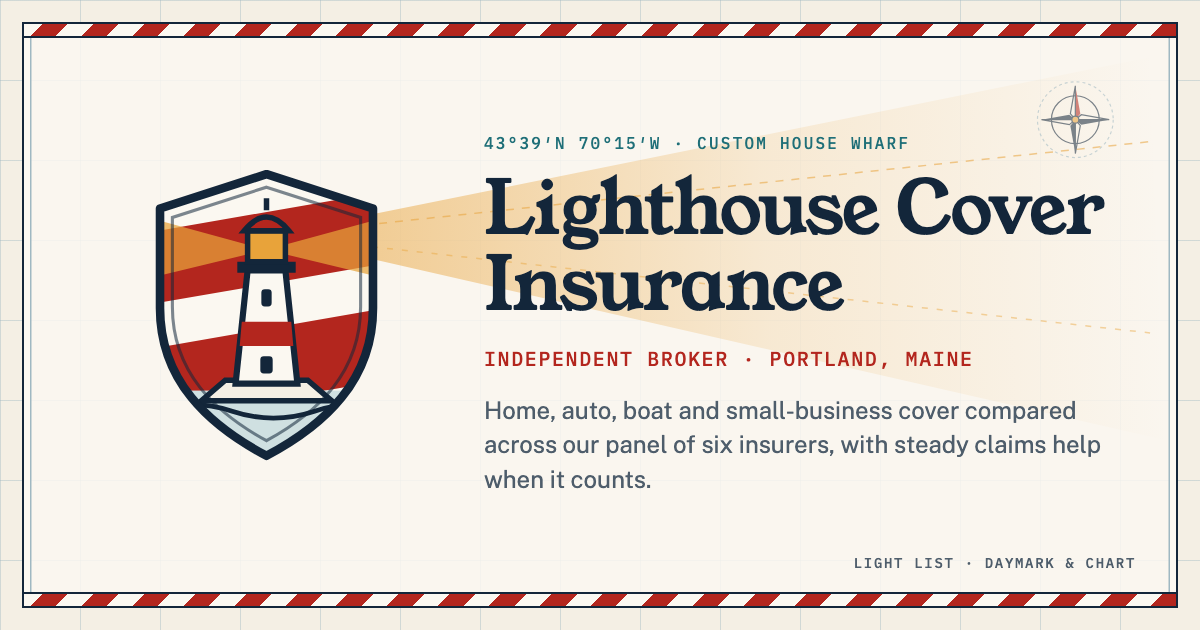 43°39′N 70°15′W · CUSTOM HOUSE WHARF
Lighthouse Cover
Insurance
INDEPENDENT BROKER · PORTLAND, MAINE
Home, auto, boat and small-business cover compared
across our panel of six insurers, with steady claims help
when it counts.
LIGHT LIST · DAYMARK & CHART